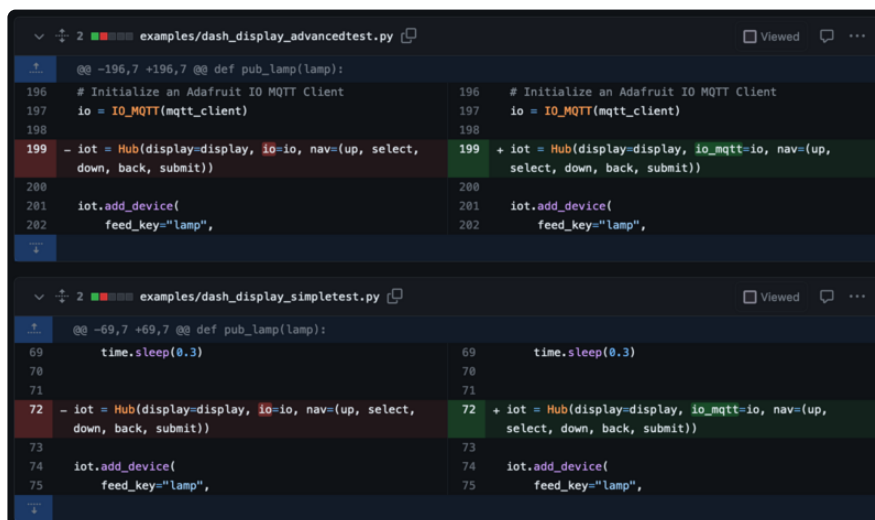 2 examples/dash_display_advancedtest.py Viewed
@@ -196,7 +196,7 @@ def pub_lamp(lamp):
196 # Initialize an Adafruit IO MQTT Client 196 # Initialize an Adafruit IO MQTT Client
197 io = IO_MQTT(mqtt_client) 197 io = IO_MQTT(mqtt_client)
198 198
199 - iot = Hub(display=display, io=io, nav=(up, select, 199 + iot = Hub(display=display, io_mqtt=io, nav=(up,
down, back, submit)) select, down, back, submit))
200 200
201 iot.add_device( 201 iot.add_device(
202 feed_key="lamp", 202 feed_key="lamp",
2 examples/dash_display_simpletest.py Viewed
@@ -69,7 +69,7 @@ def pub_lamp(lamp):
69 time.sleep(0.3) 69 time.sleep(0.3)
70 70
71 71
72 - iot = Hub(display=display, io=io, nav=(up, select, 72 + iot = Hub(display=display, io_mqtt=io, nav=(up,
down, back, submit)) select, down, back, submit))
73 73
74 iot.add_device( 74 iot.add_device(
75 feed_key="lamp", 75 feed_key="lamp",